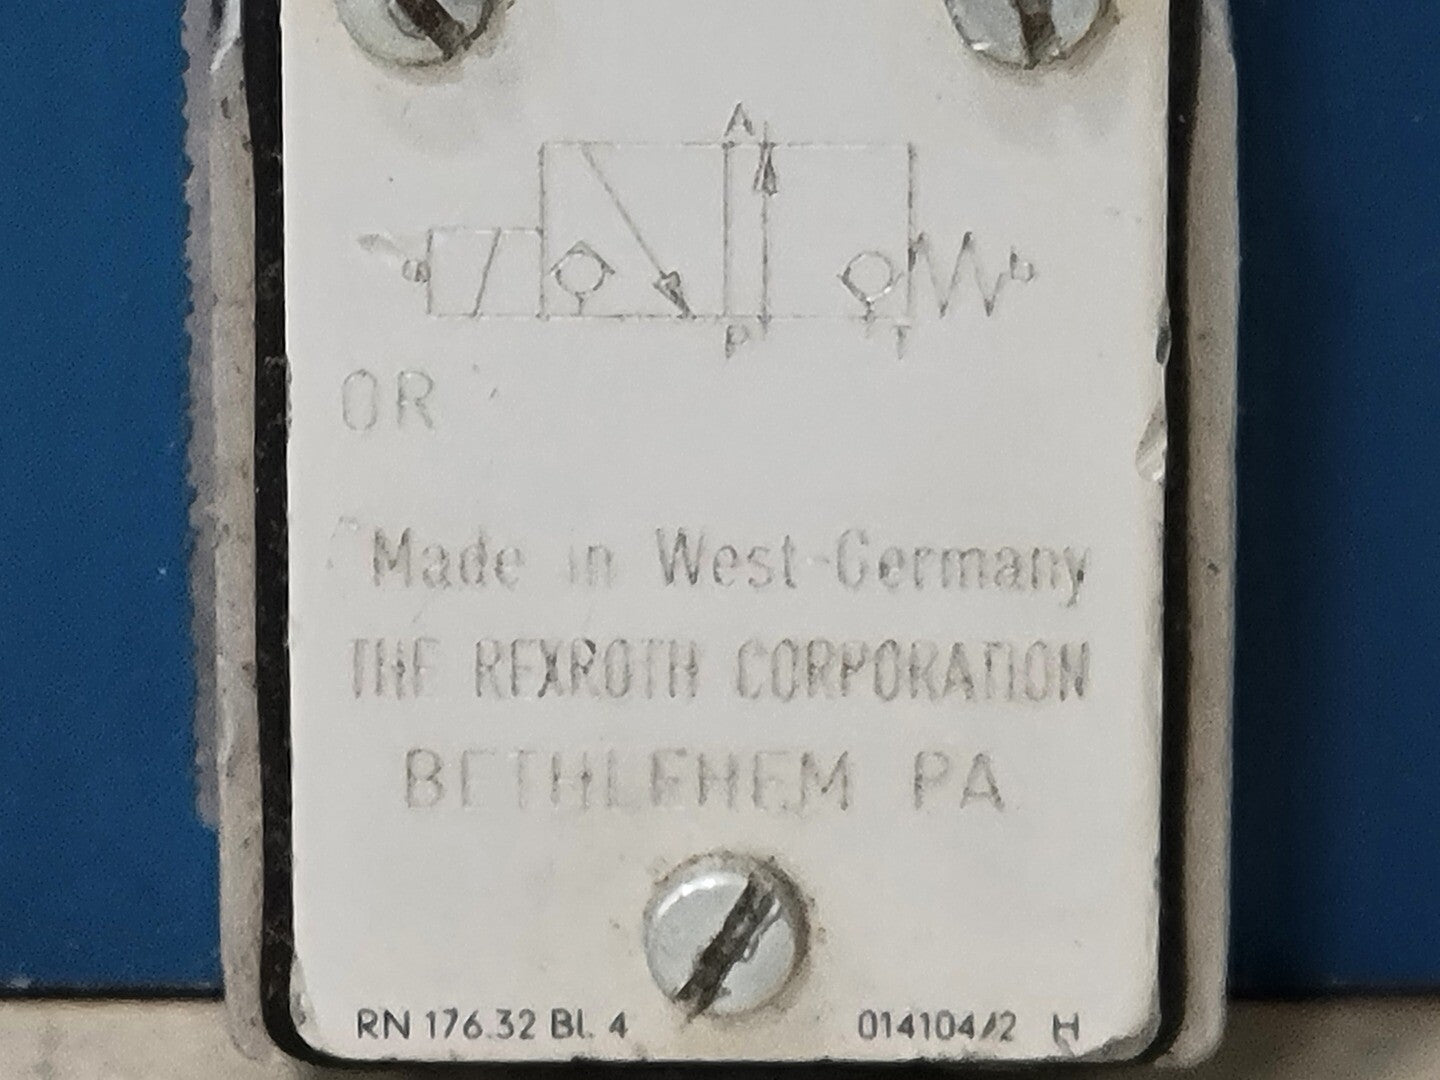 A
a b
P T
OR
Made in West-Germany
THE REXROTH CORPORATION
BETHLEHEM PA
RN 176.32 Bl. 4 014104/2 H